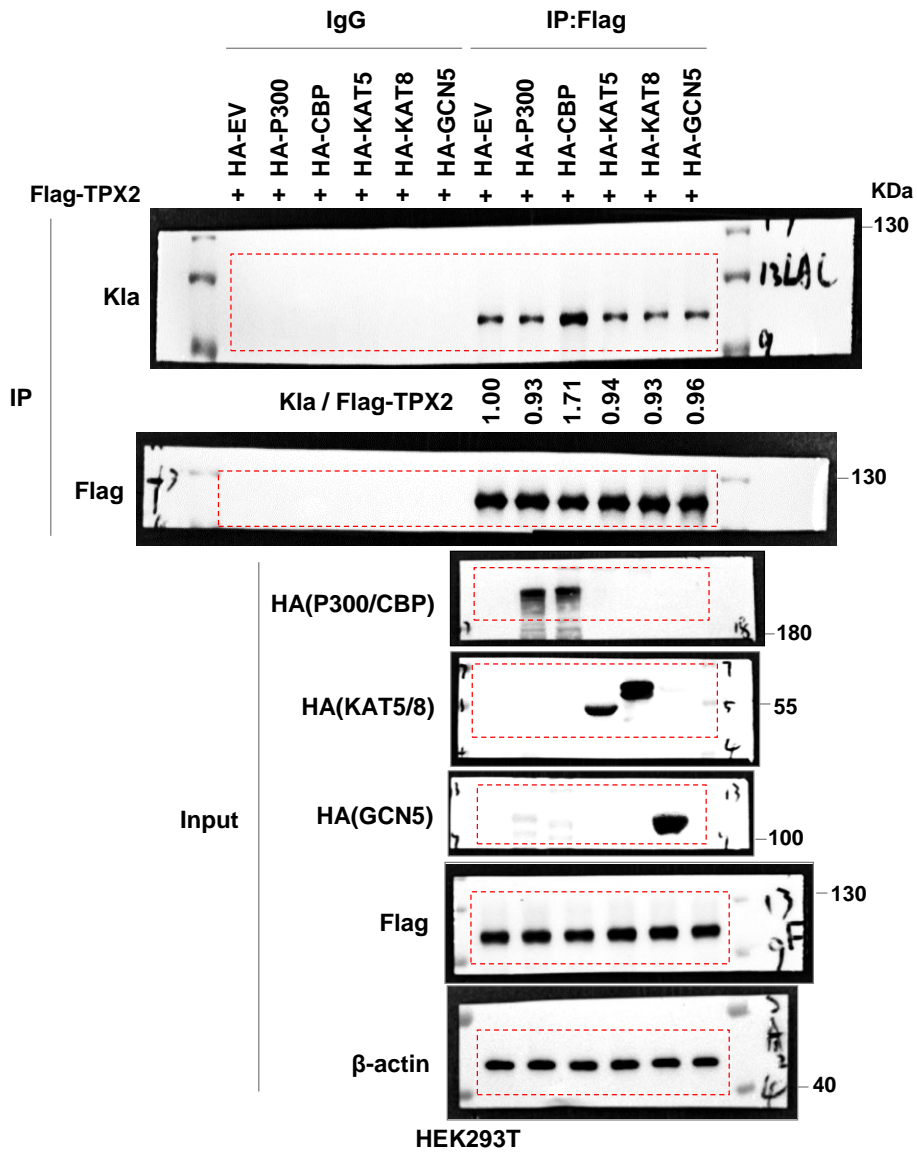 IgG IP:Flag
HA-EV HA-P300 HA-CBP HA-KAT5 HA-KAT8 HA-GCN5 HA-EV HA-P300 HA-CBP HA-KAT5 HA-KAT8 HA-GCN5
Flag-TPX2 + + + + + + + + + + + + KDa
130
Kla
IP
Kla / Flag-TPX2 1.00 0.93 1.71 0.94 0.93 0.96
Flag 130
HA(P300/CBP)
180
HA(KAT5/8) 55
Input
HA(GCN5)
100
130
Flag
β-actin
40
HEK293T